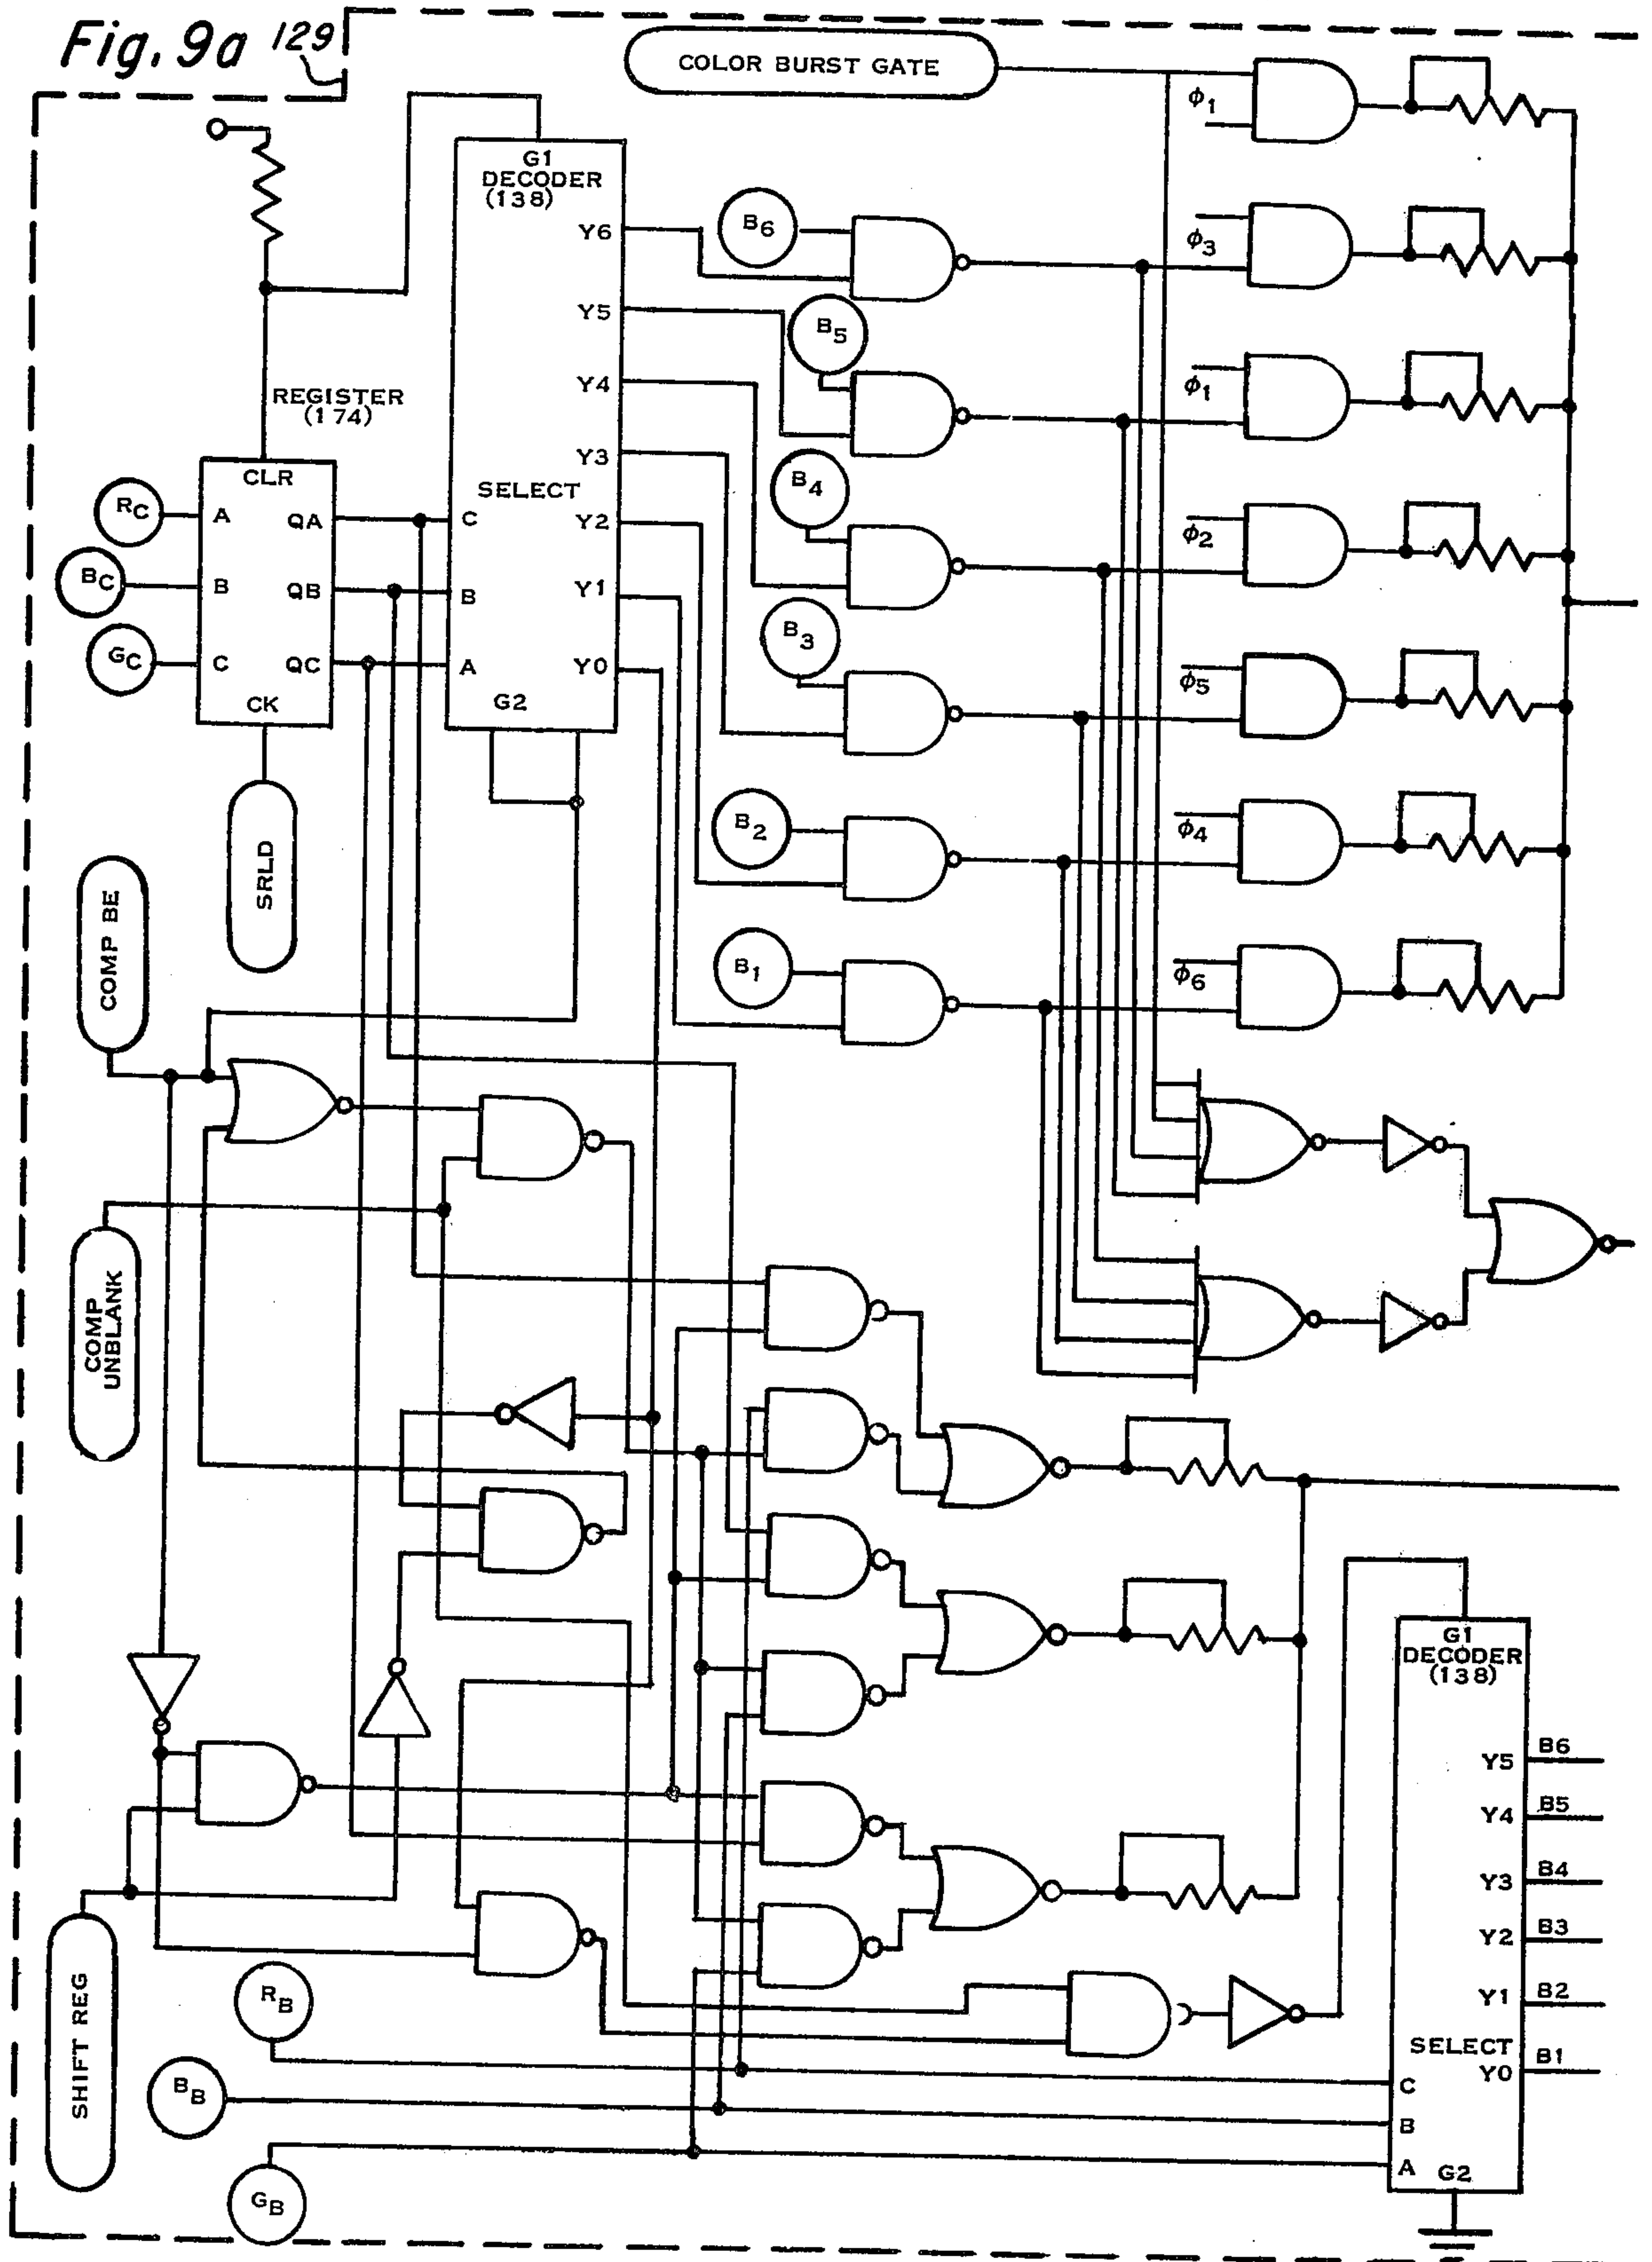 Fig. 9a 129
COLOR BURST GATE
ϕ1
G1
DECODER
(138)
Y6
B6
ϕ3
Y5
B5
Y4
ϕ1
REGISTER
(174)
Y3
B4
CLR
SELECT
RC
A
QA
C
Y2
ϕ2
BC
B
QB
B
Y1
B3
GC
C
QC
A
Y0
ϕ5
CK
G2
B2
ϕ4
SRLD
COMP BE
B1
ϕ6
COMP
UNBLANK
G1
DECODER
(138)
Y5
B6
Y4
B5
Y3
B4
Y2
B3
Y1
B2
SELECT
Y0
B1
SHIFT REG
RB
C
BB
B
A
G2
GB